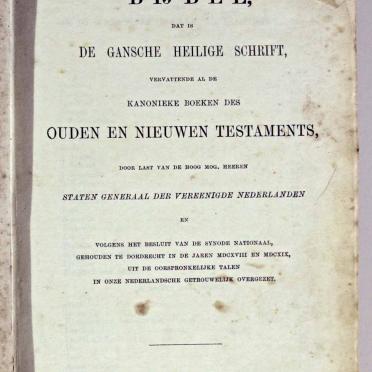 BIJBEL,
DAT IS
DE GANSCHE HEILIGE SCHRIFT,
VERVATTENDE AL DE
KANONIEKE BOEKEN DES
OUDEN EN NIEUWEN TESTAMENTS,
DOOR LAST VAN DE HOOG MOG. HEEREN
STATEN GENERAAL DER VEREENIGDE NEDERLANDEN
EN
VOLGENS HET BESLUIT VAN DE SYNODE NATIONAAL,
GEHOUDEN TE DORDRECHT IN DE JAREN MDCXVIII EN MDCXIX,
UIT DE OORSPRONKELIJKE TALEN
IN ONZE NEDERLANDSCHE GETROUWELIJK OVERGEZET.